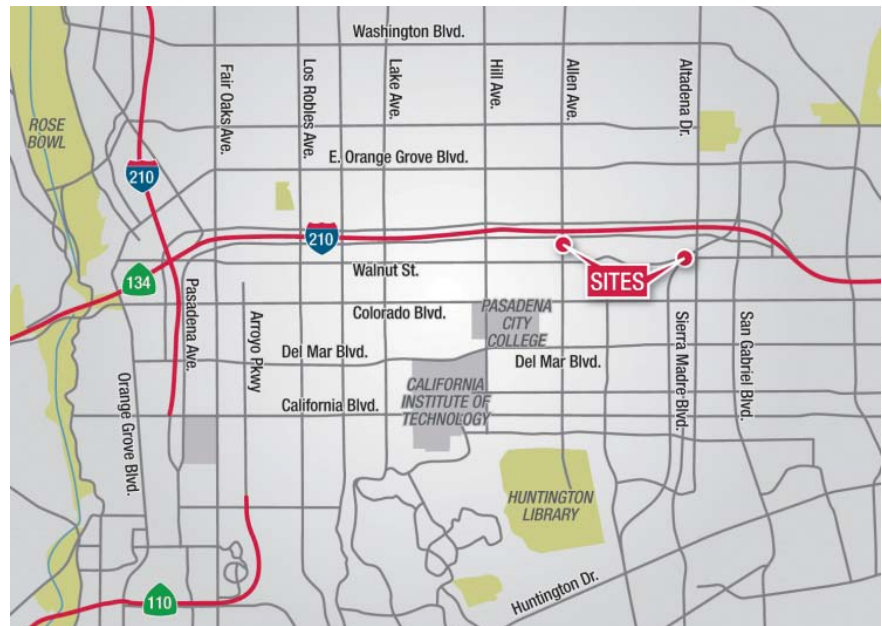 Washington Blvd.
Fair Oaks Ave.
Los Robles Ave.
Lake Ave.
Hill Ave.
Allen Ave.
Altadena Dr.
ROSE
BOWL
E. Orange Grove Blvd.
210
210
Walnut St.
SITES
134
Pasadena Ave.
Arroyo Pkwy
Colorado Blvd.
PASADENA
CITY
COLLEGE
Del Mar Blvd.
Del Mar Blvd.
Sierra Madre Blvd.
San Gabriel Blvd.
Orange Grove Blvd.
CALIFORNIA
INSTITUTE OF
TECHNOLOGY
California Blvd.
HUNTINGTON
LIBRARY
Huntington Dr.
110